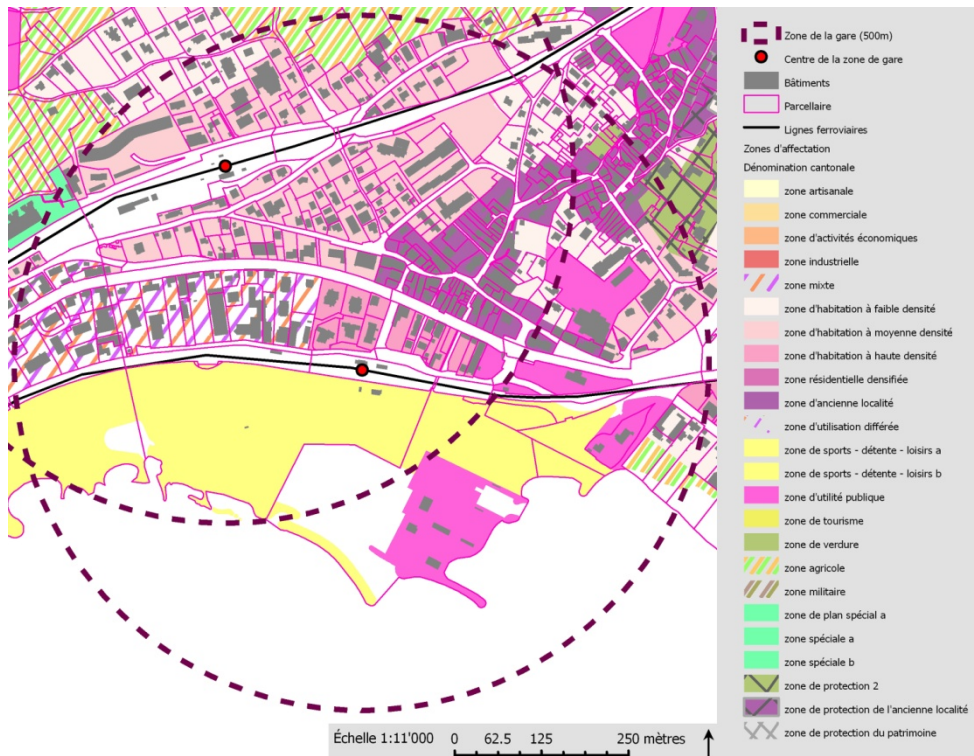 Zone de la gare (500m)
Centre de la zone de gare
Bâtiments
Parcellaire
Lignes ferroviaires
Zones d'affectation
Dénomination cantonale
zone artisanale
zone commerciale
zone d'activités économiques
zone industrielle
zone mixte
zone d'habitation à faible densité
zone d'habitation à moyenne densité
zone d'habitation à haute densité
zone résidentielle densifiée
zone d'ancienne localité
zone d'utilisation différée
zone de sports - détente - loisirs a
zone de sports - détente - loisirs b
zone d'utilité publique
zone de tourisme
zone de verdure
zone agricole
zone militaire
zone de plan spécial a
zone spéciale a
zone spéciale b
zone de protection 2
zone de protection de l'ancienne localité
zone de protection du patrimoine
Échelle 1:11'000 0 62.5 125 250 mètres